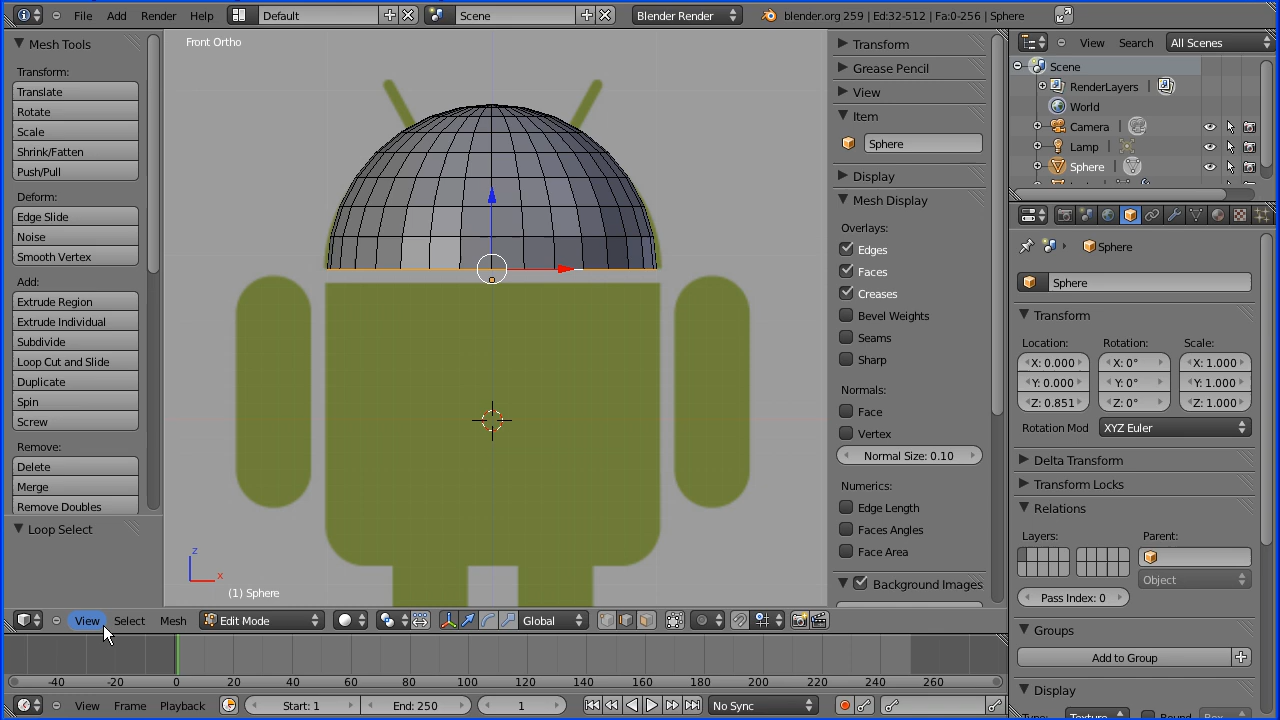 File Add Render Help Default Scene Blender Render blender.org 259 | Ed:32-512 | Fa:0-256 | Sphere
Mesh Tools
Transform:
Translate
Rotate
Scale
Shrink/Fatten
Push/Pull
Deform:
Edge Slide
Noise
Smooth Vertex
Add:
Extrude Region
Extrude Individual
Subdivide
Loop Cut and Slide
Duplicate
Spin
Screw
Remove:
Delete
Merge
Remove Doubles
Loop Select
Front Ortho
z
x
(1) Sphere
Transform
Grease Pencil
View
Item
Sphere
Display
Mesh Display
Overlays:
Edges
Faces
Creases
Bevel Weights
Seams
Sharp
Normals:
Face
Vertex
Normal Size: 0.10
Numerics:
Edge Length
Faces Angles
Face Area
Background Images
View Select Mesh Edit Mode Global
-40 -20 0 20 40 60 80 100 120 140 160 180 200 220 240 260
View Frame Playback Start: 1 End: 250 1 No Sync
View Search All Scenes
Scene
RenderLayers
World
Camera
Lamp
Sphere
Sphere
Sphere
Transform
Location: Rotation: Scale:
X: 0.000 X: 0° X: 1.000
Y: 0.000 Y: 0° Y: 1.000
Z: 0.851 Z: 0° Z: 1.000
Rotation Mod XYZ Euler
Delta Transform
Transform Locks
Relations
Layers: Parent:
Object
Pass Index: 0
Groups
Add to Group
Display